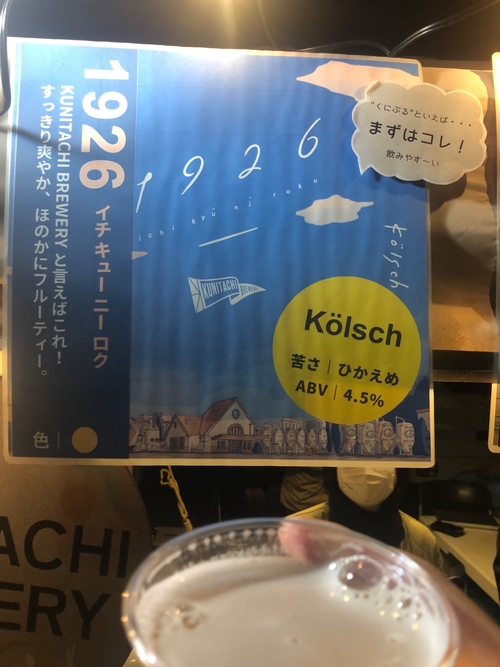 1926 イチキューニーロク
KUNITACHI BREWERY と言えばこれ！
すっきり爽やか、ほのかにフルーティー。
色
1926
ichi kyū ni roku
Kölsch
KUNITACHI
"くにぶる"といえば・・・
まずはコレ！
飲みやす〜い
Kölsch
苦さ｜ひかえめ
ABV｜4.5%
ACHI
ERY